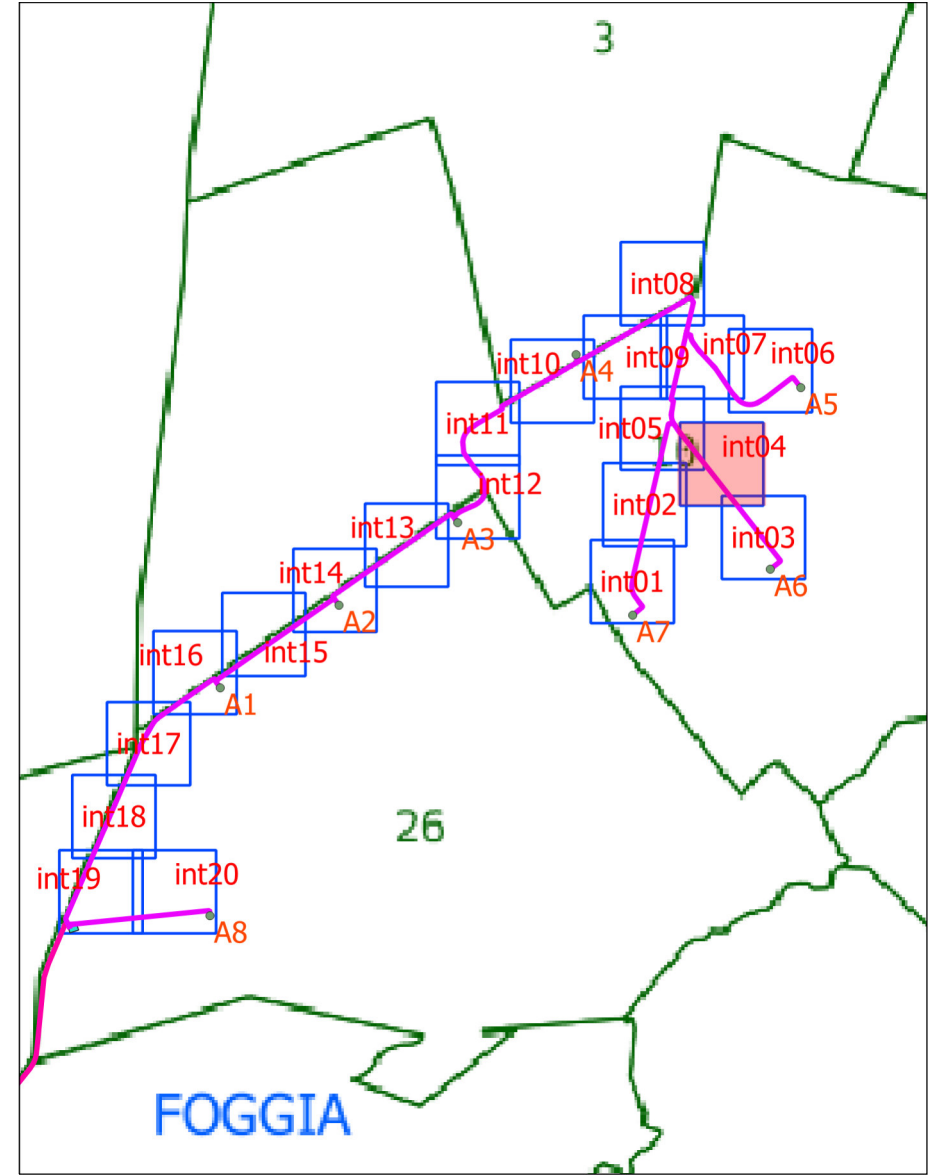 3
int08
int07
int06
int09
int10
A4
A5
int11
int05
int04
int12
int02
int13
A3
int03
int14
int01
A6
A2
A7
int15
int16
A1
int17
int18
26
int19
int20
A8
FOGGIA